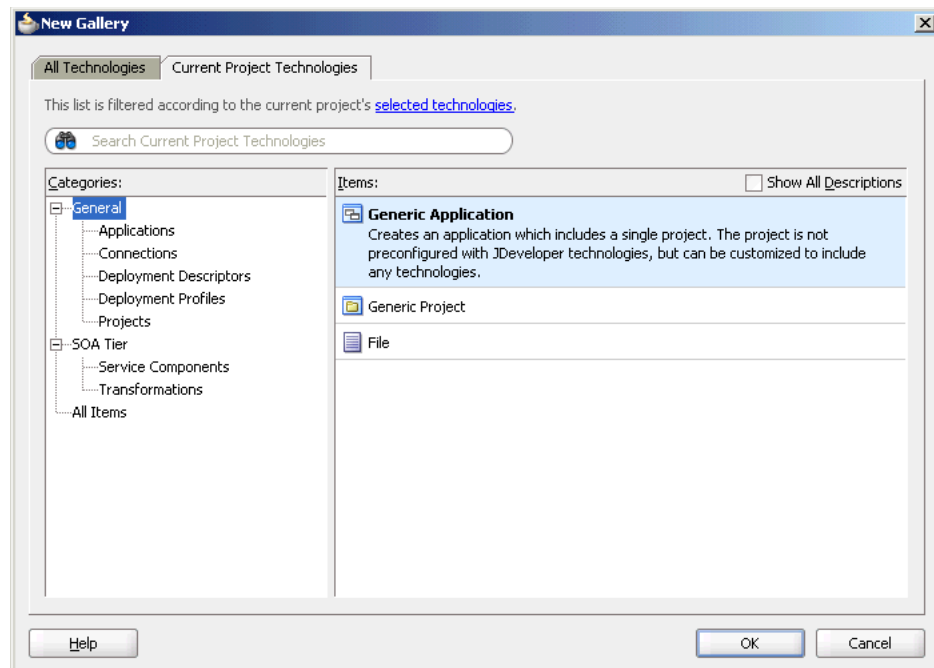 New Gallery
All Technologies
Current Project Technologies
This list is filtered according to the current project's selected technologies.
Search Current Project Technologies
Categories:
General
Applications
Connections
Deployment Descriptors
Deployment Profiles
Projects
SOA Tier
Service Components
Transformations
All Items
Items:
Show All Descriptions
Generic Application
Creates an application which includes a single project. The project is not
preconfigured with JDeveloper technologies, but can be customized to include
any technologies.
Generic Project
File
Help
OK
Cancel